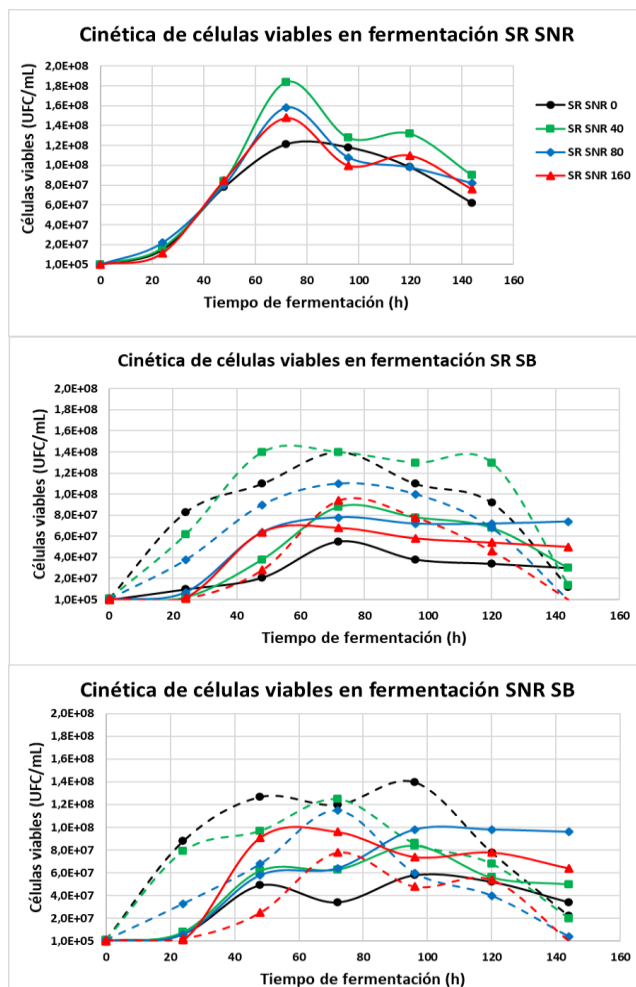 Cinética de células viables en fermentación SR SNR
Células viables (UFC/mL)
2,0E+08
1,8E+08
1,6E+08
1,4E+08
1,2E+08
1,0E+08
8,0E+07
6,0E+07
4,0E+07
2,0E+07
1,0E+05
0 20 40 60 80 100 120 140 160
Tiempo de fermentación (h)
SR SNR 0
SR SNR 40
SR SNR 80
SR SNR 160
Cinética de células viables en fermentación SR SB
Células viables (UFC/mL)
2,0E+08
1,8E+08
1,6E+08
1,4E+08
1,2E+08
1,0E+08
8,0E+07
6,0E+07
4,0E+07
2,0E+07
1,0E+05
0 20 40 60 80 100 120 140 160
Tiempo de fermentación (h)
Cinética de células viables en fermentación SNR SB
Células viables (UFC/mL)
2,0E+08
1,8E+08
1,6E+08
1,4E+08
1,2E+08
1,0E+08
8,0E+07
6,0E+07
4,0E+07
2,0E+07
1,0E+05
0 20 40 60 80 100 120 140 160
Tiempo de fermentación (h)